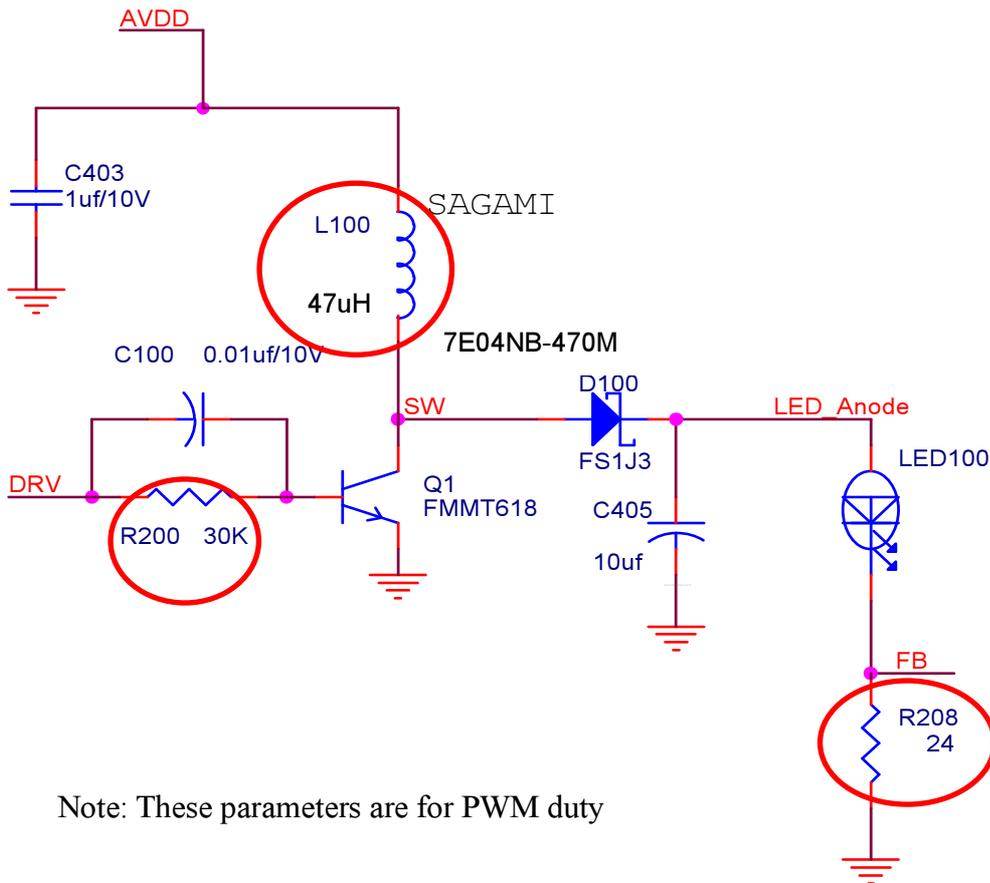 AVDD
C403
1uf/10V
SAGAMI
L100
47uH
7E04NB-470M
C100 0.01uf/10V
D100
SW
LED_Anode
FS1J3
LED100
DRV
Q1
FMMT618
C405
R200 30K
10uf
FB
R208
24
Note: These parameters are for PWM duty